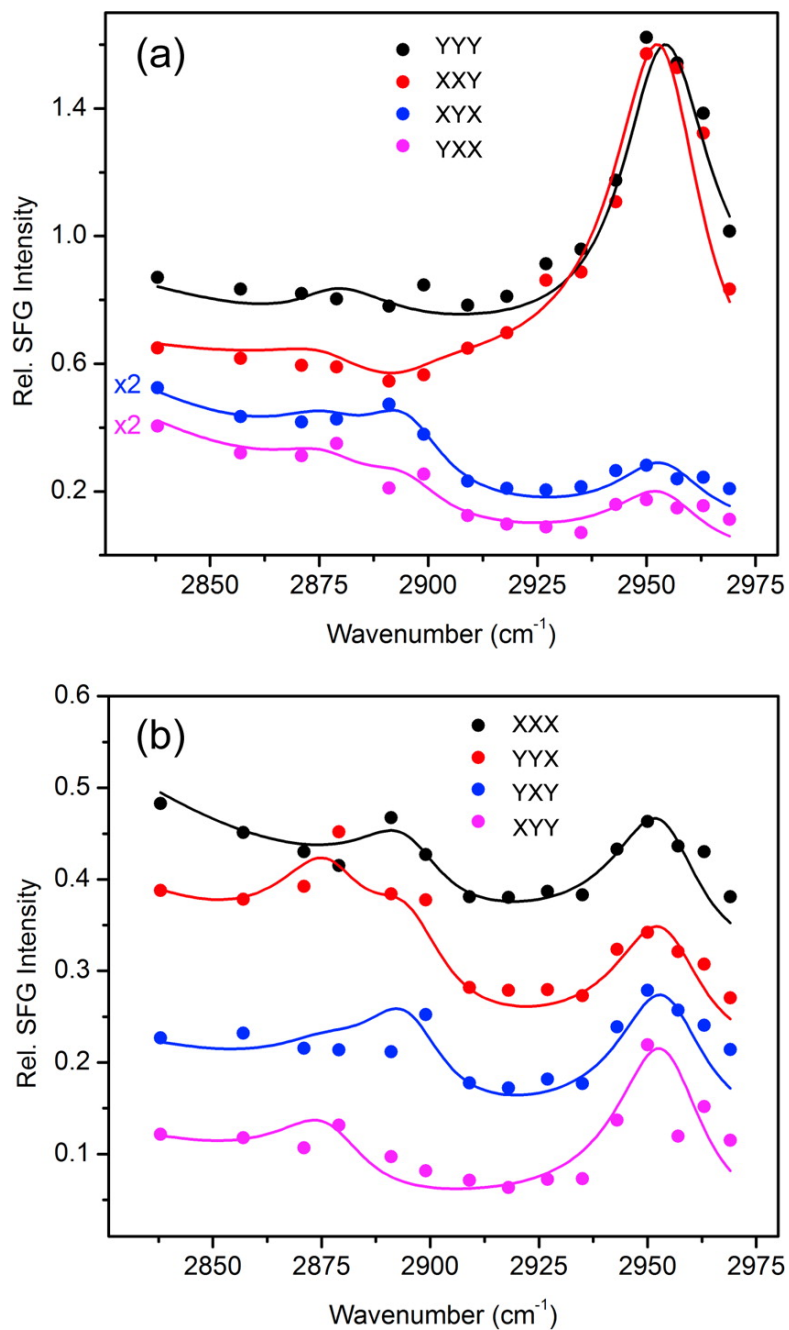 (a)
YYY
XXY
XYX
YXX
1.4
1.0
0.6
0.2
x2
x2
Rel. SFG Intensity
2850 2875 2900 2925 2950 2975
Wavenumber (cm-1)
0.6
(b)
XXX
YYX
YXY
XYY
0.5
0.4
0.3
0.2
0.1
Rel. SFG Intensity
2850 2875 2900 2925 2950 2975
Wavenumber (cm-1)